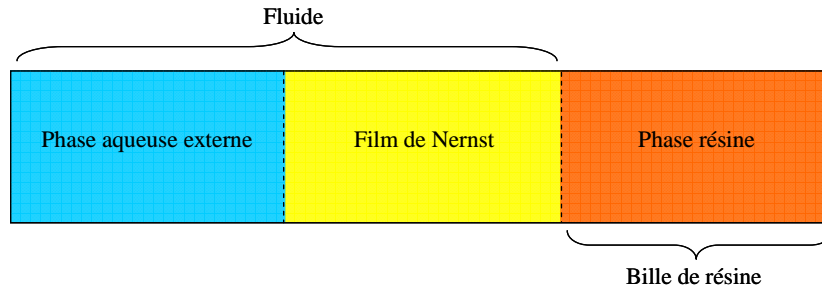 Fluide
Phase aqueuse externe
Film de Nernst
Phase résine
Bille de résine